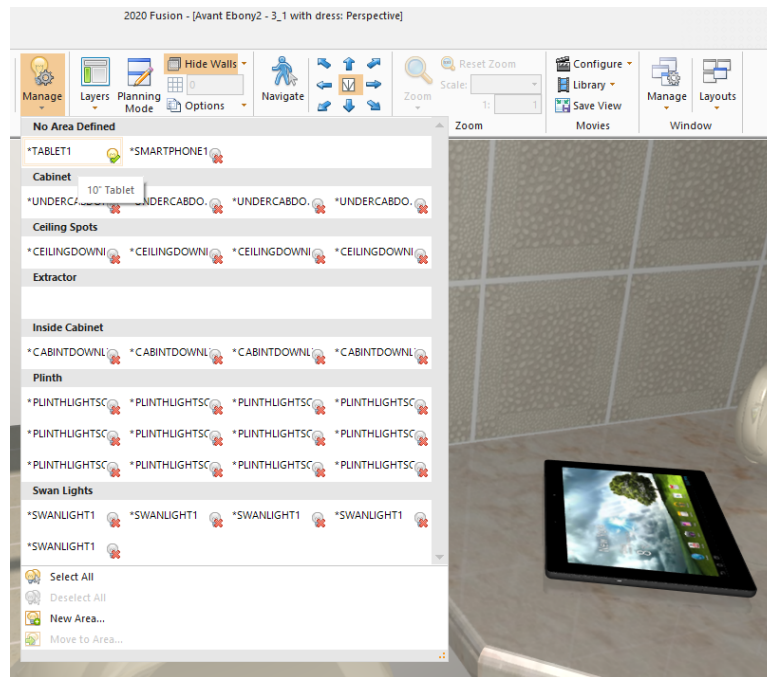 2020 Fusion - [Avant Ebony2 - 3_1 with dress: Perspective]
Manage
Layers
Planning
Mode
Hide Walls
0
Options
Navigate
Zoom
Reset Zoom
Scale:
1: 1
Configure
Library
Save View
Manage
Layouts
Zoom
Movies
Window
No Area Defined
*TABLET1 *SMARTPHONE1
Cabinet
10" Tablet
*UNDERCABDO. *UNDERCABDO. *UNDERCABDO.
Ceiling Spots
*CEILINGDOWNI *CEILINGDOWNI *CEILINGDOWNI *CEILINGDOWNI
Extractor
Inside Cabinet
*CABINTDOWNL *CABINTDOWNL *CABINTDOWNL *CABINTDOWNL
Plinth
*PLINTHLIGHTSC *PLINTHLIGHTSC *PLINTHLIGHTSC *PLINTHLIGHTSC
*PLINTHLIGHTSC *PLINTHLIGHTSC *PLINTHLIGHTSC *PLINTHLIGHTSC
*PLINTHLIGHTSC *PLINTHLIGHTSC *PLINTHLIGHTSC *PLINTHLIGHTSC
Swan Lights
*SWANLIGHT1 *SWANLIGHT1 *SWANLIGHT1 *SWANLIGHT1
*SWANLIGHT1
Select All
Deselect All
New Area...
Move to Area...